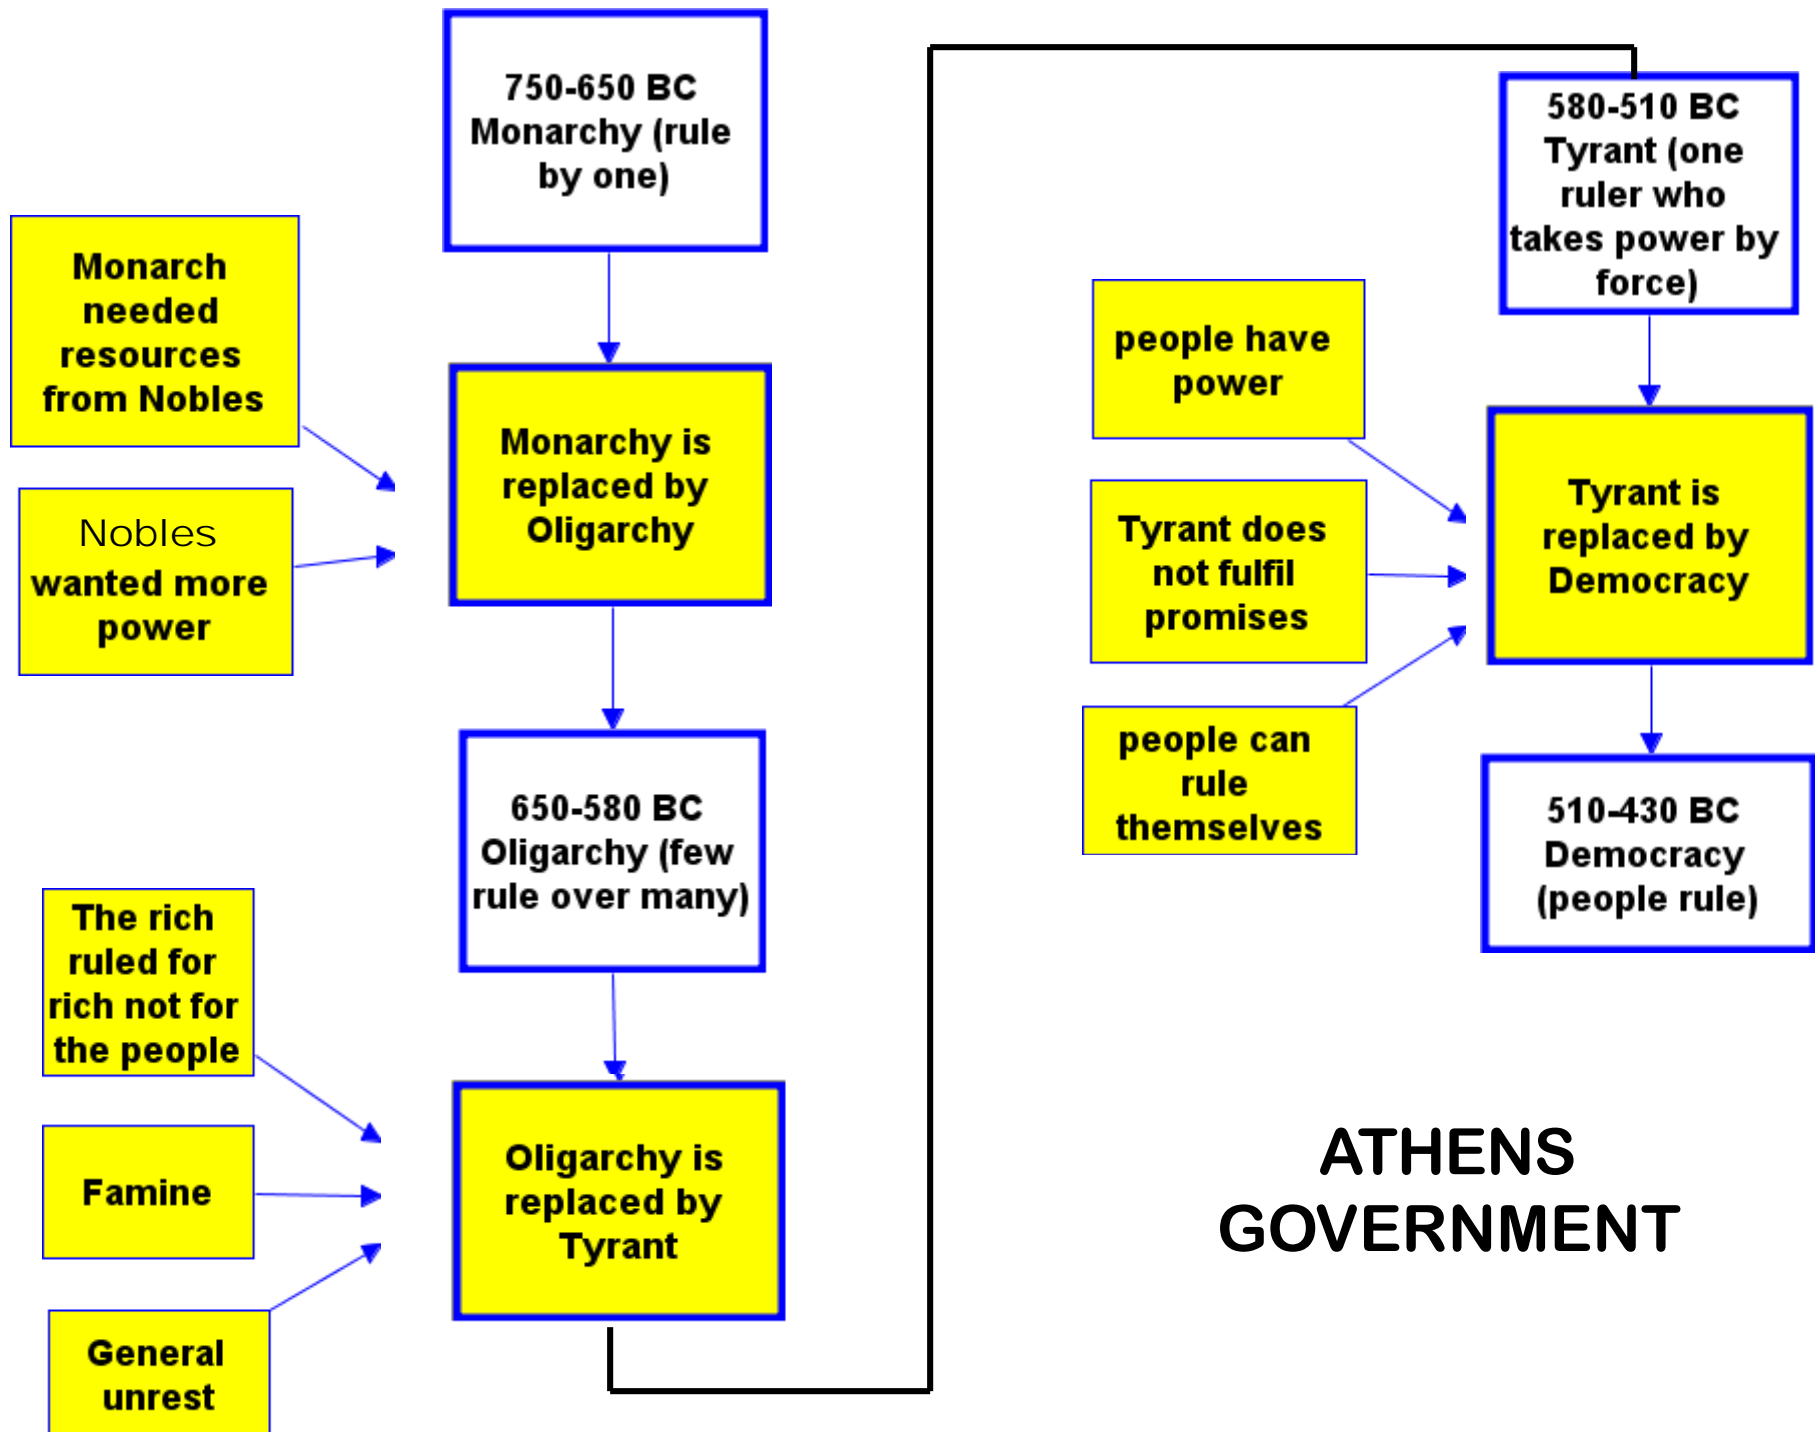 750-650 BC
Monarchy (rule
by one)
Monarch
needed
resources
from Nobles
Nobles
wanted more
power
Monarchy is
replaced by
Oligarchy
650-580 BC
Oligarchy (few
rule over many)
The rich
ruled for
rich not for
the people
Famine
General
unrest
Oligarchy is
replaced by
Tyrant
580-510 BC
Tyrant (one
ruler who
takes power by
force)
people have
power
Tyrant does
not fulfil
promises
people can
rule
themselves
Tyrant is
replaced by
Democracy
510-430 BC
Democracy
(people rule)
ATHENS
GOVERNMENT